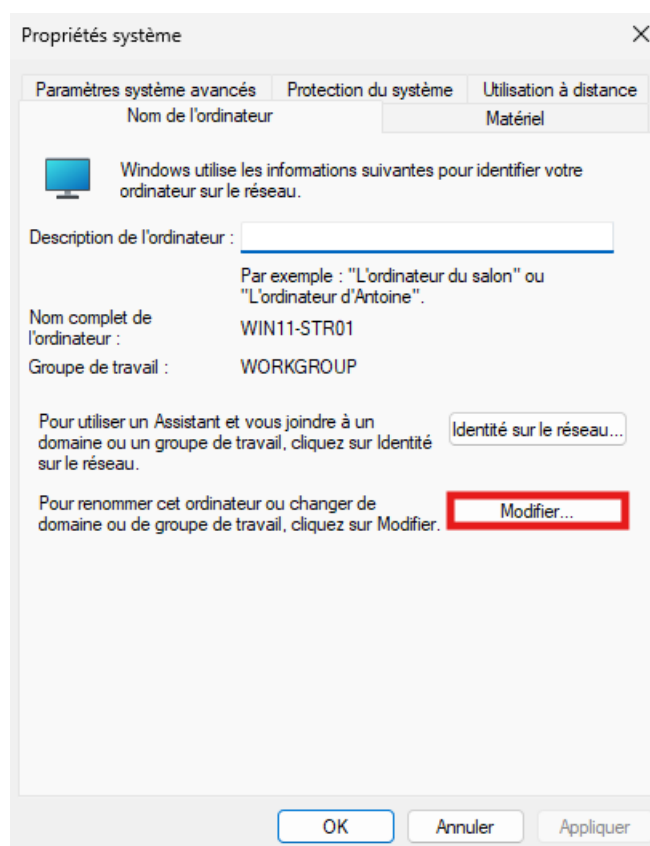 Propriétés système
Paramètres système avancés
Protection du système
Utilisation à distance
Nom de l'ordinateur
Matériel
Windows utilise les informations suivantes pour identifier votre
ordinateur sur le réseau.
Description de l'ordinateur :
Par exemple : "L'ordinateur du salon" ou
"L'ordinateur d'Antoine".
Nom complet de
l'ordinateur :
WIN11-STR01
Groupe de travail :
WORKGROUP
Pour utiliser un Assistant et vous joindre à un
domaine ou un groupe de travail, cliquez sur Identité
sur le réseau.
Identité sur le réseau...
Pour renommer cet ordinateur ou changer de
domaine ou de groupe de travail, cliquez sur Modifier.
Modifier...
OK
Annuler
Appliquer